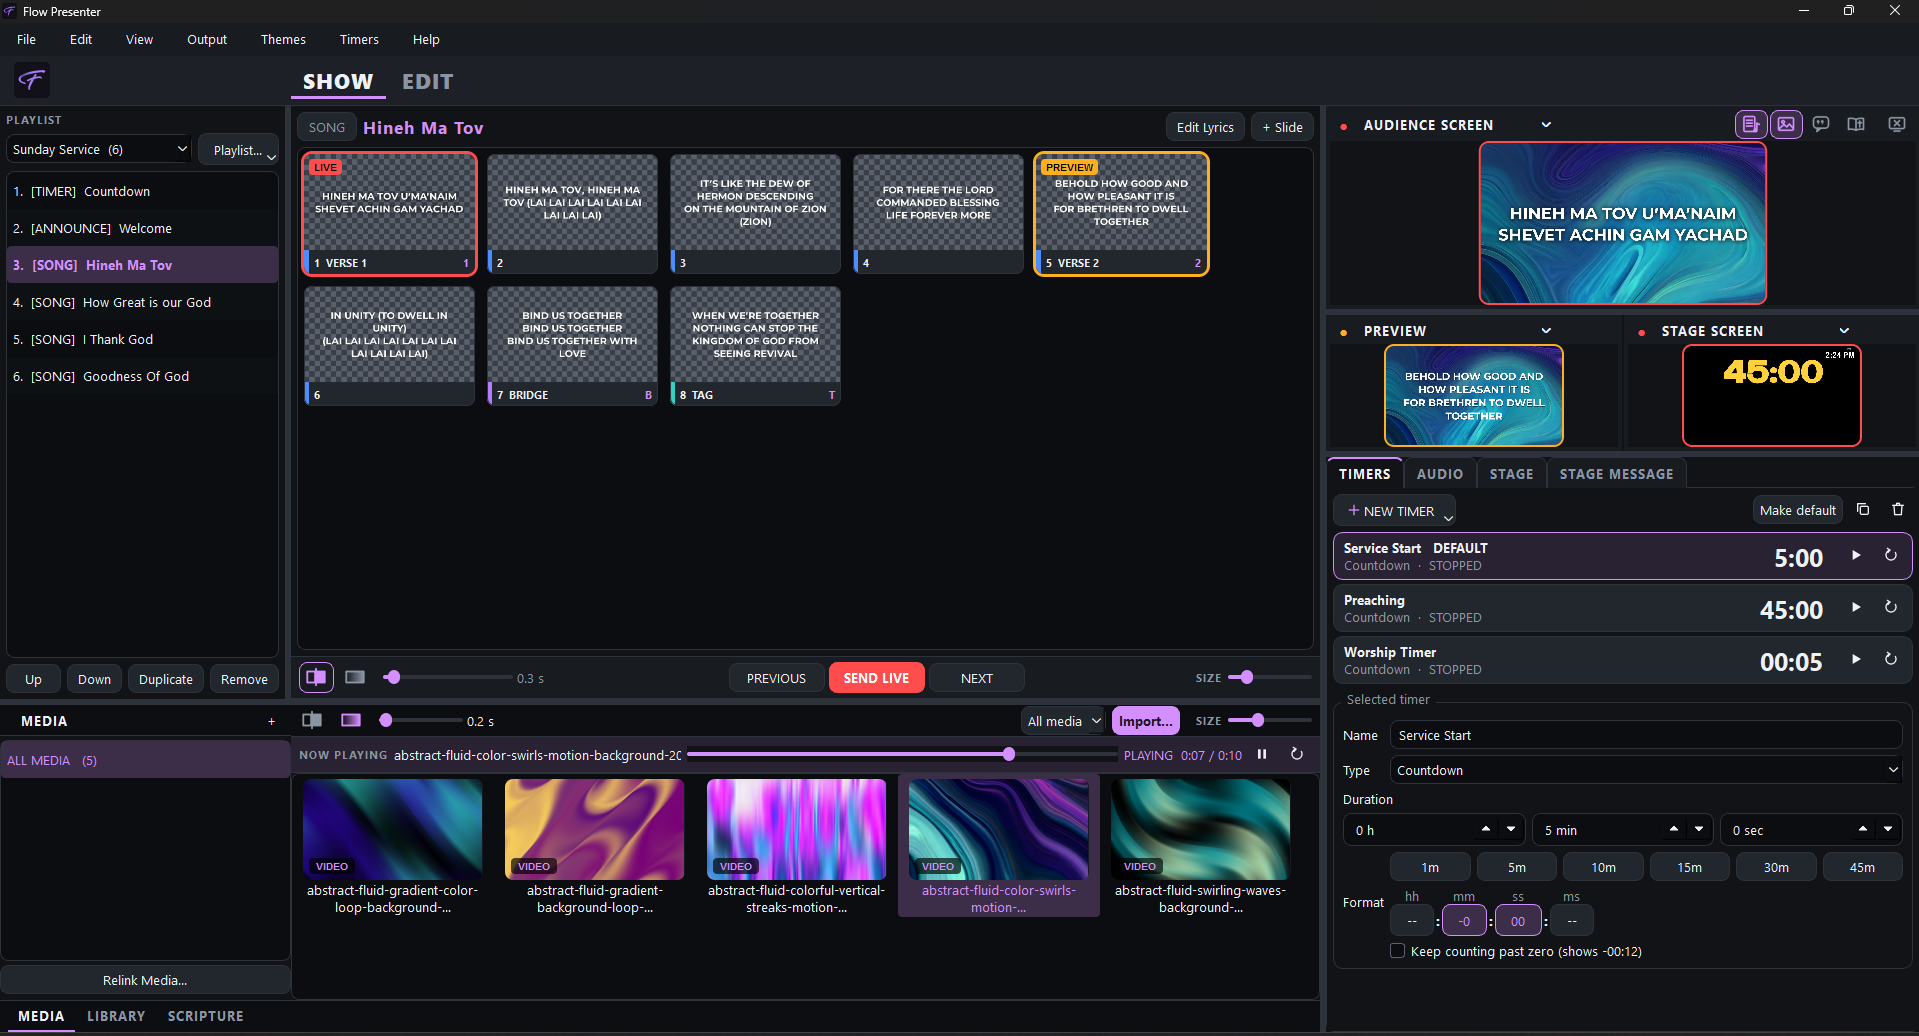 Flow Presenter
File Edit View Output Themes Timers Help
SHOW EDIT
PLAYLIST
Sunday Service (6)
Playlist...
1. [TIMER] Countdown
2. [ANNOUNCE] Welcome
3. [SONG] Hineh Ma Tov
4. [SONG] How Great is our God
5. [SONG] I Thank God
6. [SONG] Goodness Of God
Up Down Duplicate Remove
SONG Hineh Ma Tov
Edit Lyrics + Slide
LIVE
HINEH MA TOV U'MA'NAIM
SHEVET ACHIN GAM YACHAD
1 VERSE 1 1
HINEH MA TOV, HINEH MA
TOV (LAI LAI LAI LAI LAI LAI
LAI LAI LAI)
2
IT'S LIKE THE DEW OF
HERMON DESCENDING
ON THE MOUNTAIN OF ZION
(ZION)
3
FOR THERE THE LORD
COMMANDED BLESSING
LIFE FOREVER MORE
4
PREVIEW
BEHOLD HOW GOOD AND
HOW PLEASANT IT IS
FOR BRETHREN TO DWELL
TOGETHER
5 VERSE 2 2
IN UNITY (TO DWELL IN
UNITY)
(LAI LAI LAI LAI LAI LAI LAI
LAI LAI LAI LAI)
6
BIND US TOGETHER
BIND US TOGETHER
BIND US TOGETHER WITH
LOVE
7 BRIDGE B
WHEN WE'RE TOGETHER
NOTHING CAN STOP THE
KINGDOM OF GOD FROM
SEEING REVIVAL
8 TAG T
0.3 s
PREVIOUS SEND LIVE NEXT
SIZE
MEDIA +
ALL MEDIA (5)
Relink Media...
MEDIA LIBRARY SCRIPTURE
0.2 s
All media Import... SIZE
NOW PLAYING abstract-fluid-color-swirls-motion-background-20
PLAYING 0:07 / 0:10
VIDEO
abstract-fluid-gradient-color-
loop-background-...
VIDEO
abstract-fluid-gradient-
background-loop-...
VIDEO
abstract-fluid-colorful-vertical-
streaks-motion-...
VIDEO
abstract-fluid-color-swirls-
motion-...
VIDEO
abstract-fluid-swirling-waves-
background-...
AUDIENCE SCREEN
HINEH MA TOV U'MA'NAIM
SHEVET ACHIN GAM YACHAD
PREVIEW
BEHOLD HOW GOOD AND
HOW PLEASANT IT IS
FOR BRETHREN TO DWELL
TOGETHER
STAGE SCREEN
2:24 PM
45:00
TIMERS AUDIO STAGE STAGE MESSAGE
+ NEW TIMER
Make default
Service Start DEFAULT
Countdown · STOPPED
5:00
Preaching
Countdown · STOPPED
45:00
Worship Timer
Countdown · STOPPED
00:05
Selected timer
Name Service Start
Type Countdown
Duration
0 h 5 min 0 sec
1m 5m 10m 15m 30m 45m
hh mm ss ms
Format -- : -0 : 00 : --
Keep counting past zero (shows -00:12)